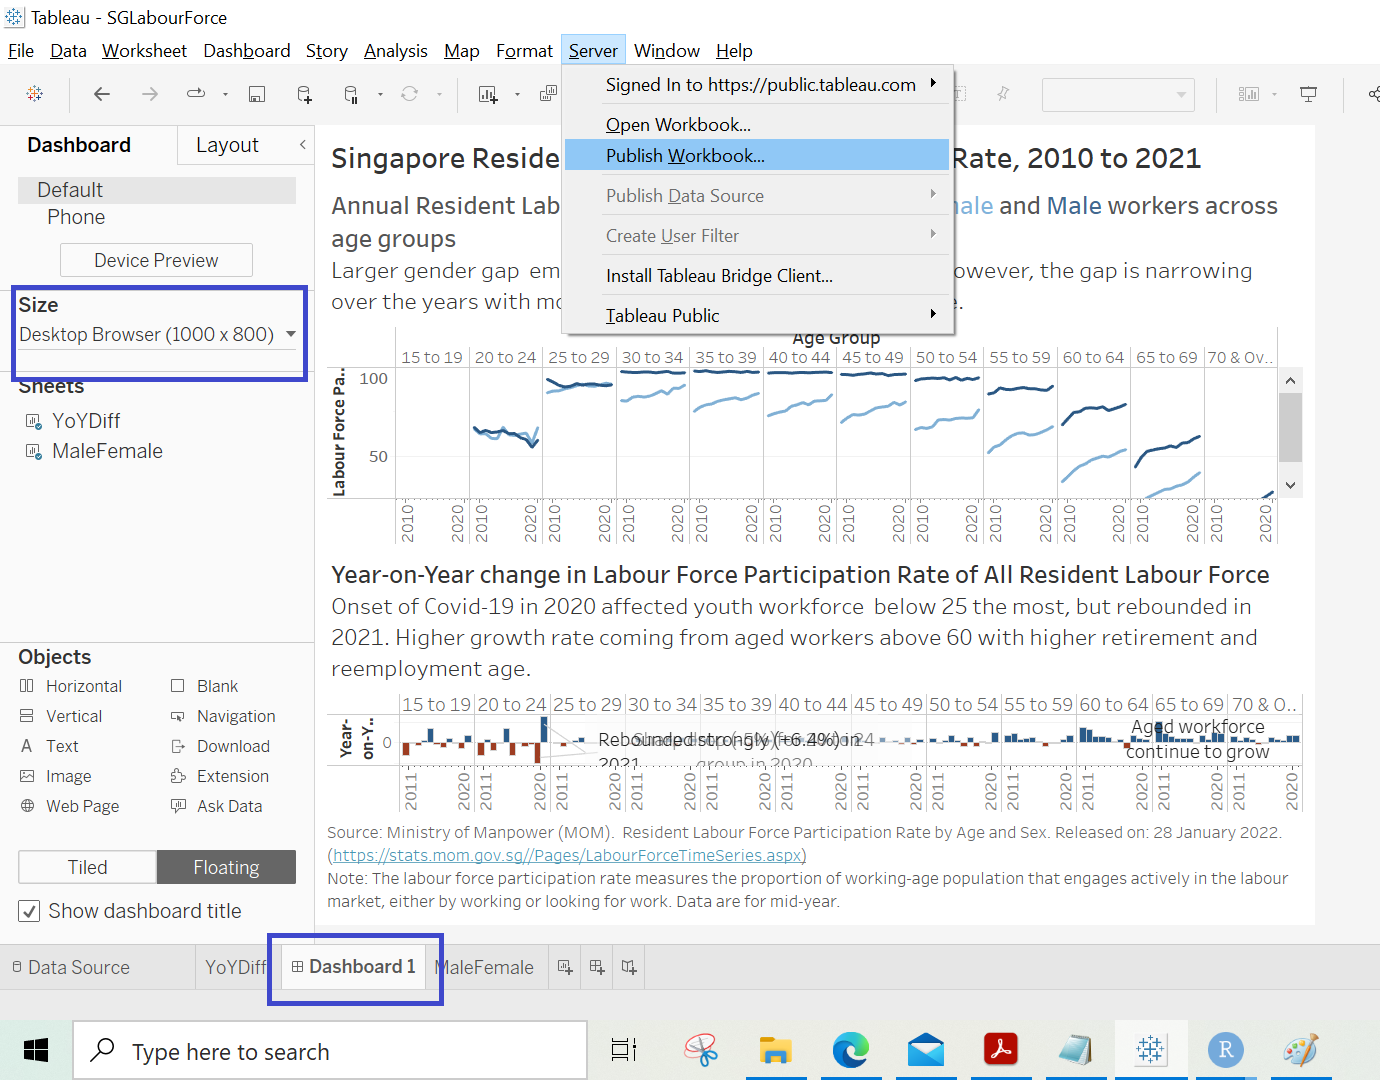 Tableau - SGLabourForce
File Data Worksheet Dashboard Story Analysis Map Format Server Window Help
Signed In to https://public.tableau.com
Open Workbook...
Publish Workbook...
Publish Data Source
Create User Filter
Install Tableau Bridge Client...
Tableau Public
Dashboard Layout
Default
Phone
Device Preview
Size
Desktop Browser (1000 x 800)
Sheets
YoYDiff
MaleFemale
Objects
Horizontal Blank
Vertical Navigation
Text Download
Image Extension
Web Page Ask Data
Tiled Floating
Show dashboard title
Singapore Reside Rate, 2010 to 2021
Annual Resident Lab ale and Male workers across
age groups
Larger gender gap em owever, the gap is narrowing
over the years with mo e.
Age Group
15 to 19 20 to 24 25 to 29 30 to 34 35 to 39 40 to 44 45 to 49 50 to 54 55 to 59 60 to 64 65 to 69 70 & Ov..
Labour Force Pa..
100
50
2010 2020 2010 2020 2010 2020 2010 2020 2010 2020 2010 2020 2010 2020 2010 2020 2010 2020 2010 2020 2010 2020 2010 2020
Year-on-Year change in Labour Force Participation Rate of All Resident Labour Force
Onset of Covid-19 in 2020 affected youth workforce below 25 the most, but rebounded in
2021. Higher growth rate coming from aged workers above 60 with higher retirement and
reemployment age.
15 to 19 20 to 24 25 to 29 30 to 34 35 to 39 40 to 44 45 to 49 50 to 54 55 to 59 60 to 64 65 to 69 70 & O..
Year-
on-Y..
0
Rebounded strongly (+6.4%) in
2021
group in 2020
Aged workforce
continue to grow
2011 2020 2011 2020 2011 2020 2011 2020 2011 2020 2011 2020 2011 2020 2011 2020 2011 2020 2011 2020 2011 2020 2011 2020
Source: Ministry of Manpower (MOM). Resident Labour Force Participation Rate by Age and Sex. Released on: 28 January 2022.
(https://stats.mom.gov.sg//Pages/LabourForceTimeSeries.aspx)
Note: The labour force participation rate measures the proportion of working-age population that engages actively in the labour
market, either by working or looking for work. Data are for mid-year.
Data Source YoYDiff Dashboard 1 MaleFemale
Type here to search
R